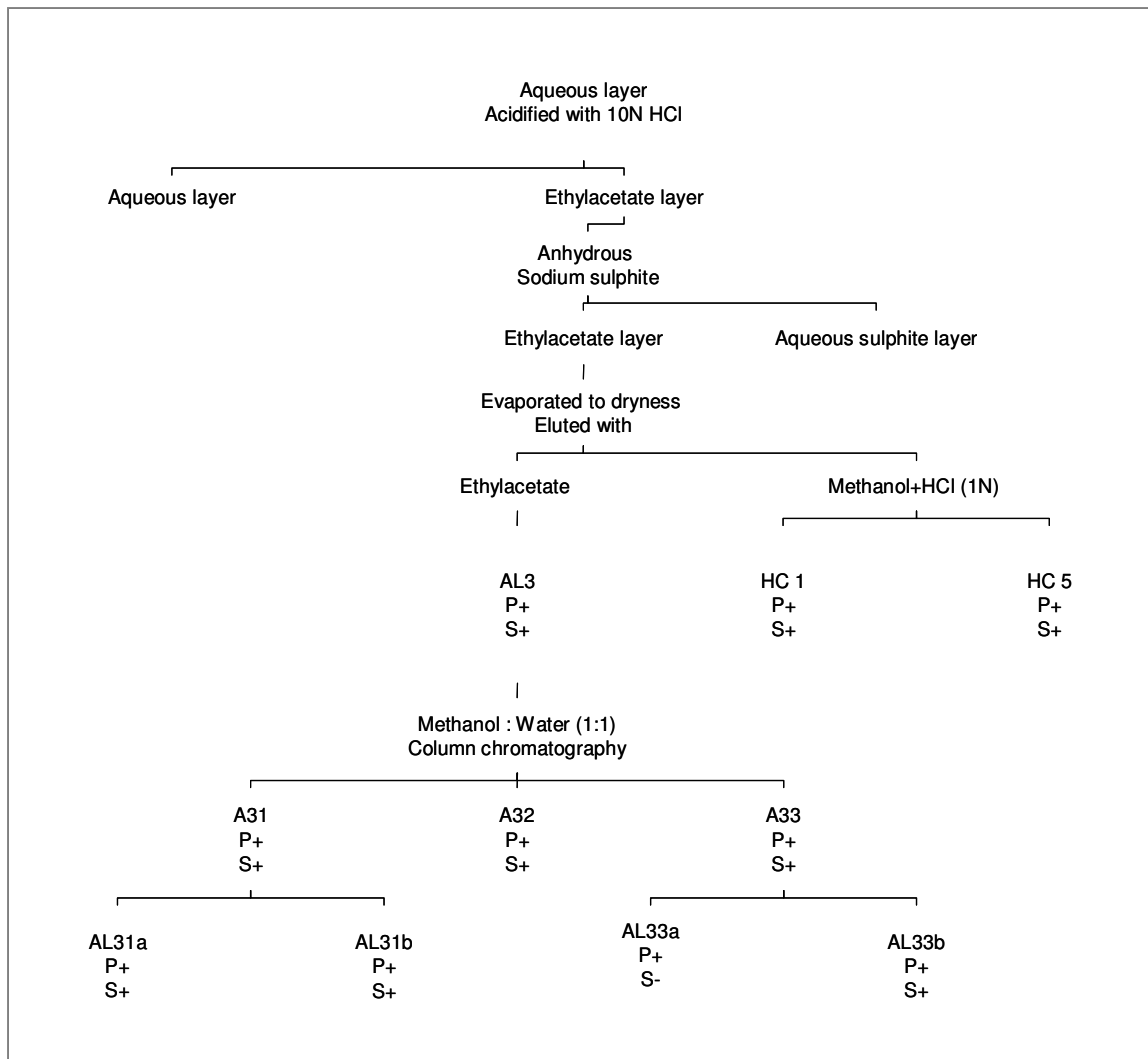 Aqueous layer
Acidified with 10N HCl
Aqueous layer
Ethylacetate layer
Anhydrous
Sodium sulphite
Ethylacetate layer
Aqueous sulphite layer
Evaporated to dryness
Eluted with
Ethylacetate
Methanol+HCl (1N)
AL3
P+
S+
HC 1
P+
S+
HC 5
P+
S+
Methanol : Water (1:1)
Column chromatography
A31
P+
S+
A32
P+
S+
A33
P+
S+
AL31a
P+
S+
AL31b
P+
S+
AL33a
P+
S-
AL33b
P+
S+